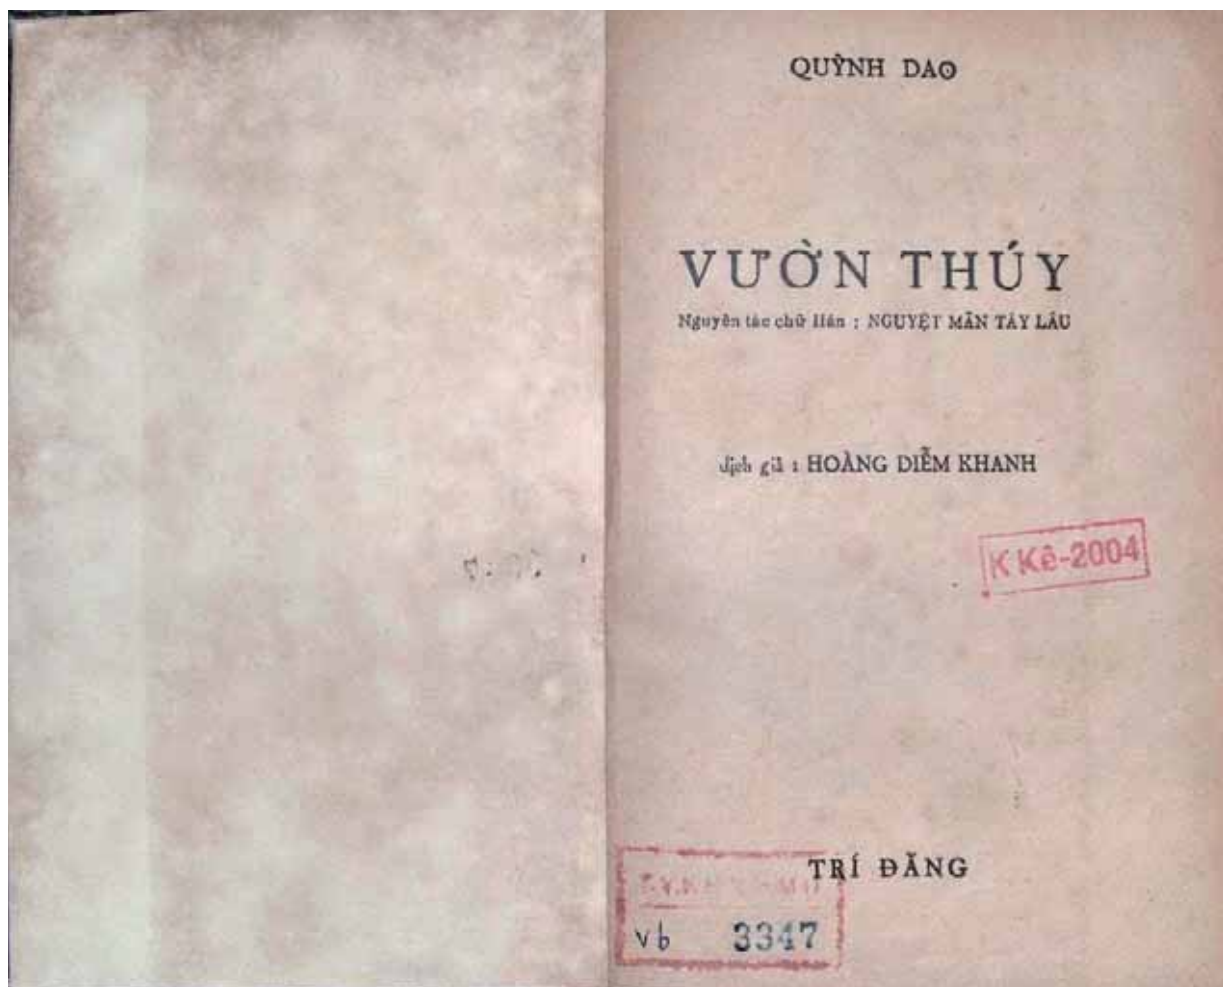 QUỲNH DAO
VƯỜN THÚY
Nguyên tác chữ Hán : NGUYỆT MÃN TÂY LÂU
dịch giả : HOÀNG DIỄM KHANH
K Kê-2004
TRÍ ĐĂNG
vb 3347